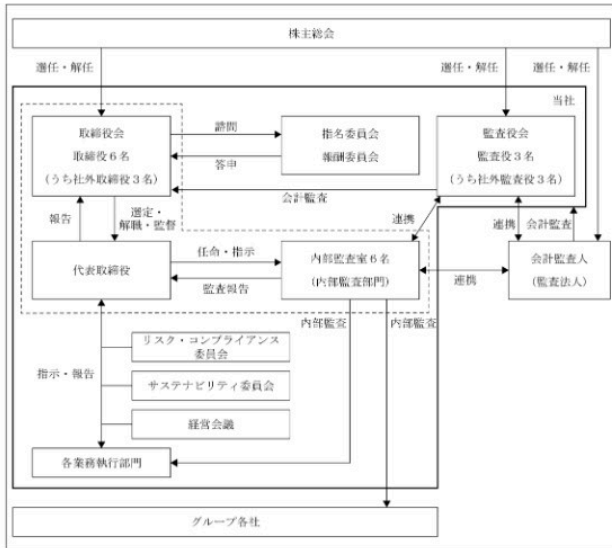 株主総会
選任・解任
選任・解任
選任・解任
当社
取締役会
取締役6名
(うち社外取締役3名)
諮問
答申
指名委員会
報酬委員会
監査役会
監査役3名
(うち社外監査役3名)
会計監査
報告
選定・
解職・監督
連携
連携
会計監査
代表取締役
任命・指示
監査報告
内部監査室6名
(内部監査部門)
連携
会計監査人
(監査法人)
内部監査
内部監査
リスク・コンプライアンス
委員会
指示・報告
サステナビリティ委員会
経営会議
各業務執行部門
グループ各社